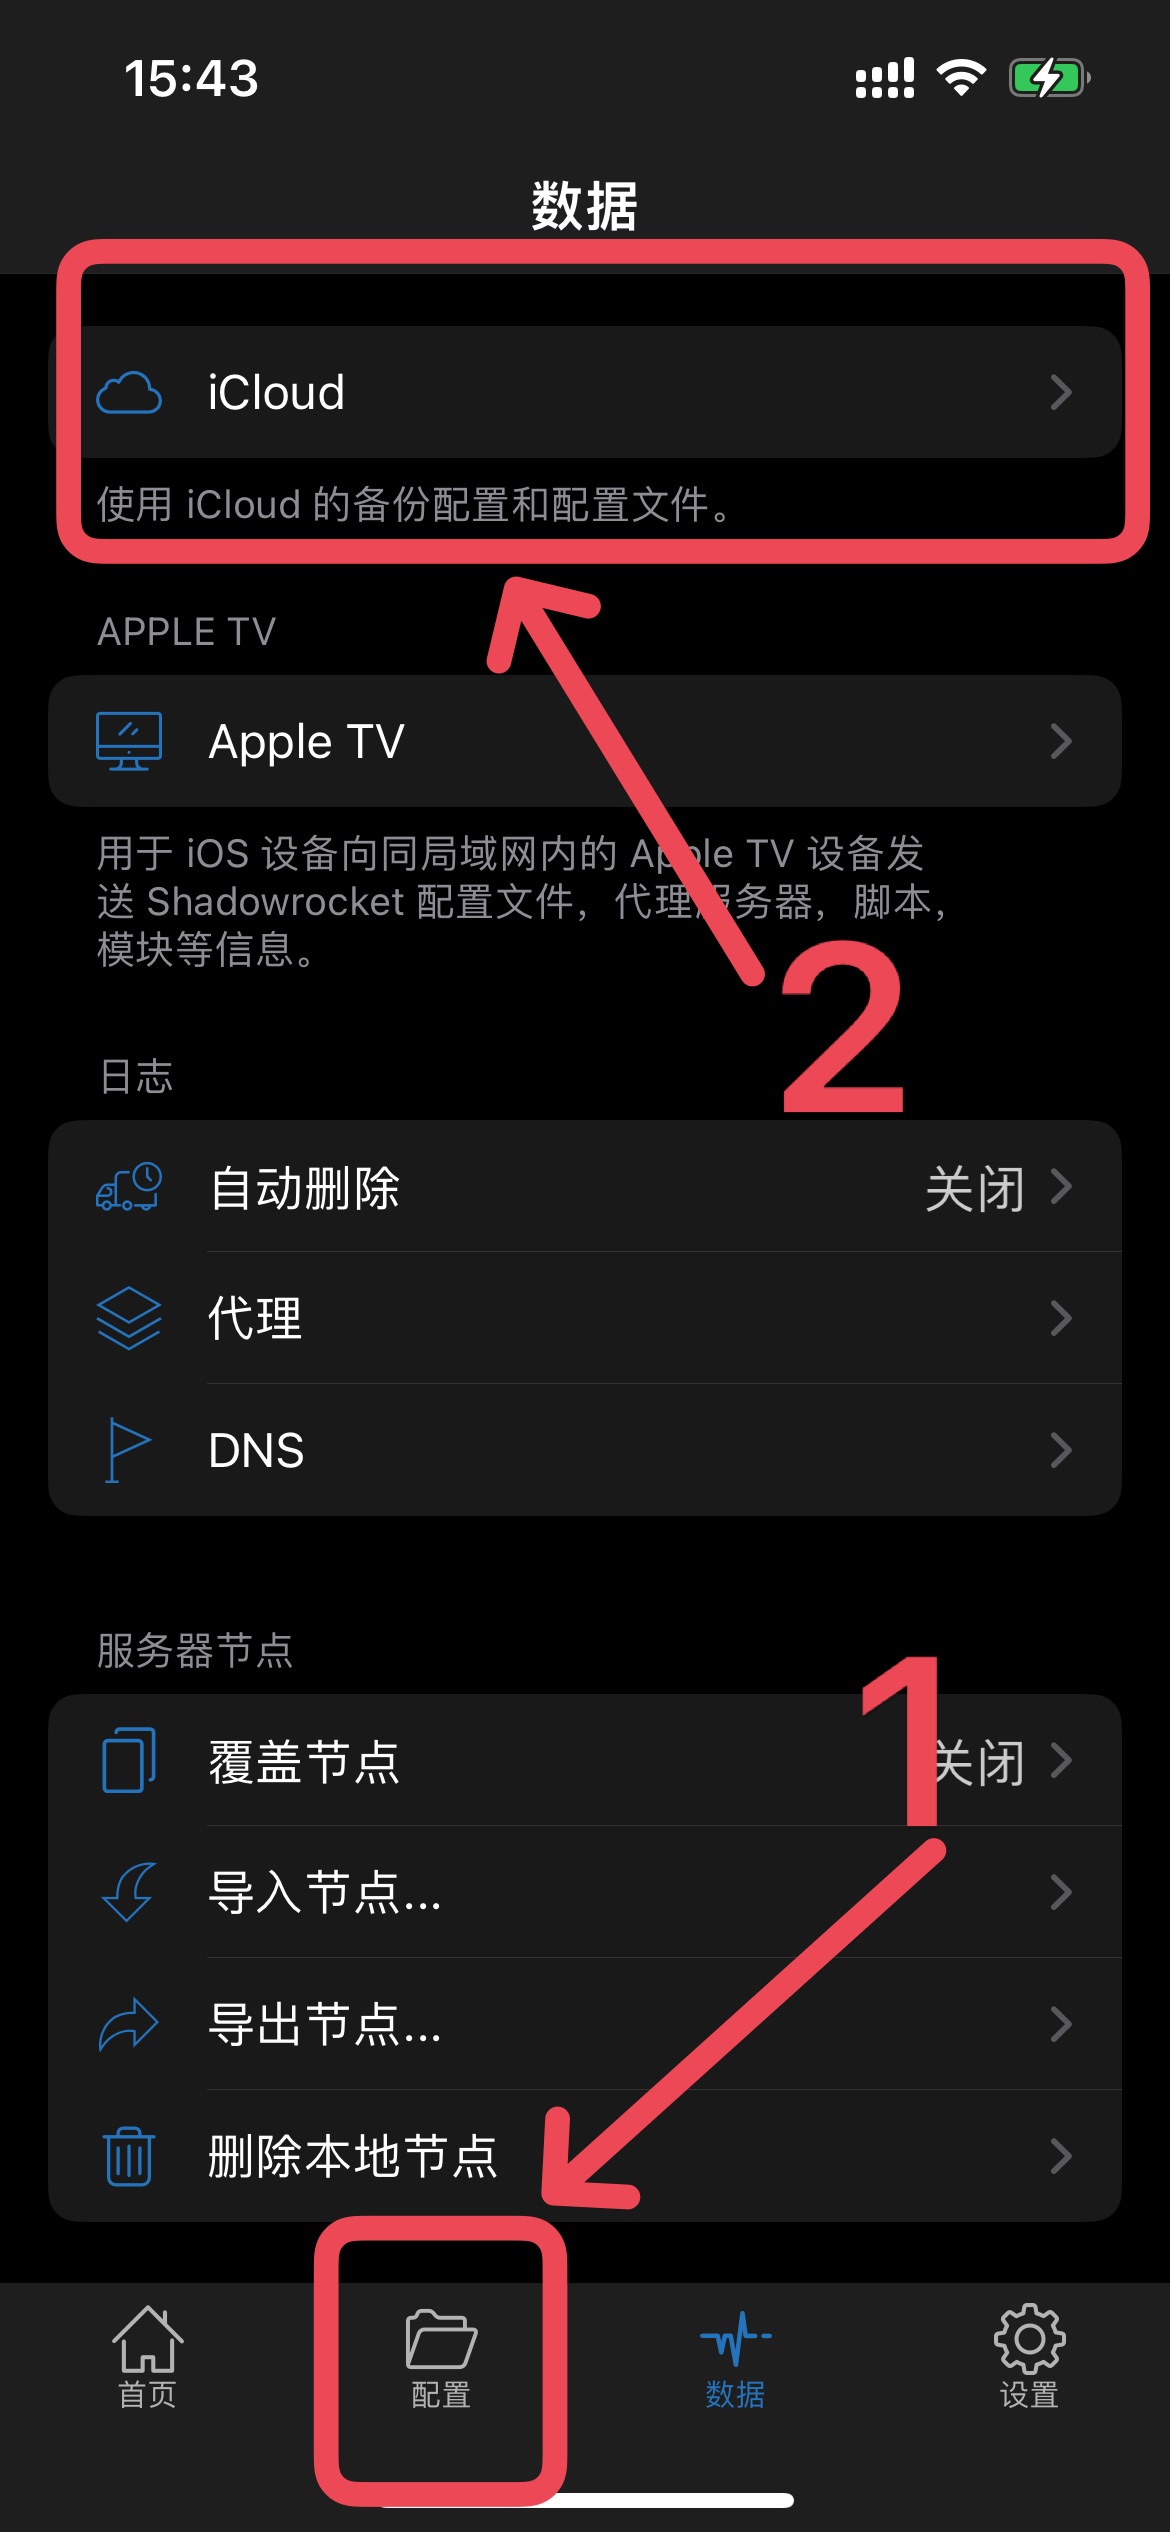 15:43
数据
iCloud
使用 iCloud 的备份配置和配置文件。
APPLE TV
Apple TV
用于 iOS 设备向同局域网内的 Apple TV 设备发
送 Shadowrocket 配置文件，代理服务器，脚本，
模块等信息。
2
日志
自动删除 关闭
代理
DNS
服务器节点
1
覆盖节点 关闭
导入节点...
导出节点...
删除本地节点
首页 配置 数据 设置